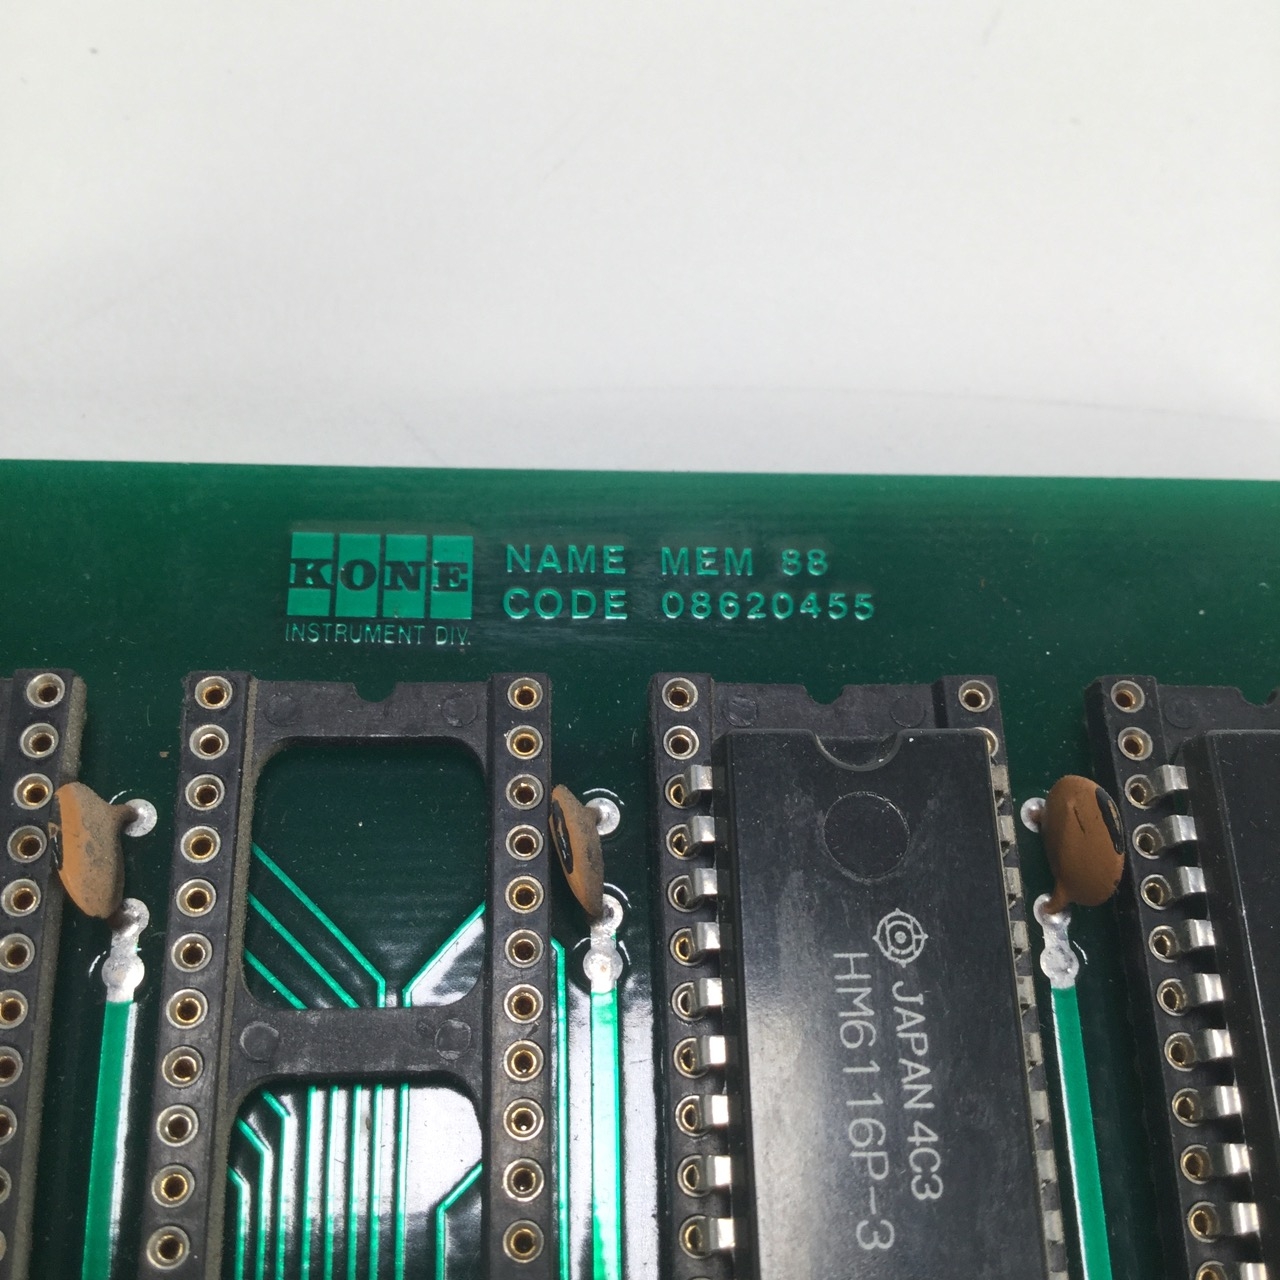 KONE
INSTRUMENT DIV.
NAME MEM 88
CODE 08620455
JAPAN 4C3
HM6116P-3